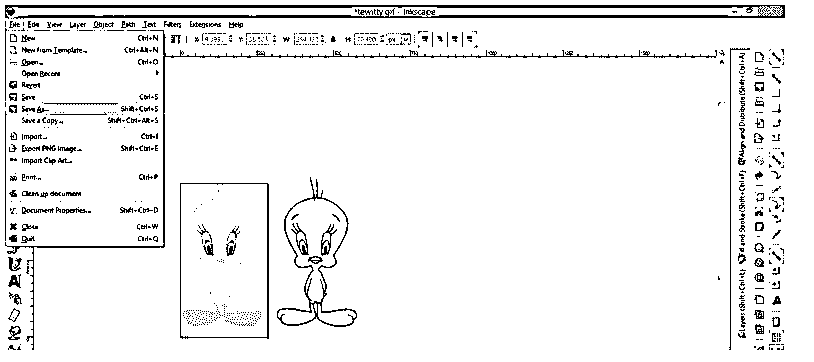 *tewitty.gif - Inkscape
File Edit View Layer Object Path Text Filters Extensions Help
New Ctrl+N
New from Template... Ctrl+Alt+N
Open... Ctrl+O
Open Recent
Revert
Save Ctrl+S
Save As... Shift+Ctrl+S
Save a Copy... Shift+Ctrl+Alt+S
Import... Ctrl+I
Export PNG Image... Shift+Ctrl+E
Import Clip Art...
Print... Ctrl+P
Clean up document
Document Properties... Shift+Ctrl+D
Close Ctrl+W
Quit Ctrl+Q
X
W
H
px
Align and Distribute (Shift+Ctrl+A)
Fill and Stroke (Shift+Ctrl+F)
Layers (Shift+Ctrl+L)